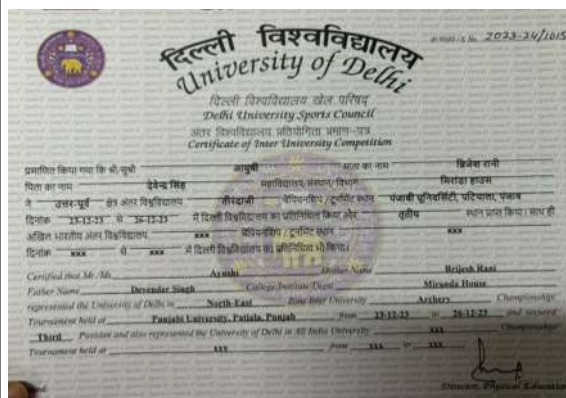 क्रमांक/S. No. 2023-24/1015
दिल्ली विश्वविद्यालय
University of Delhi
दिल्ली विश्वविद्यालय खेल परिषद्
Delhi University Sports Council
अंतर विश्वविद्यालय प्रतियोगिता प्रमाण-पत्र
Certificate of Inter University Competition
प्रमाणित किया गया कि श्री/सुश्री आयुषी माता का नाम ब्रिजेश रानी
पिता का नाम देवेन्द्र सिंह महाविद्यालय/संस्थान/विभाग मिरांडा हाउस
ने उत्तर-पूर्व क्षेत्र अंतर विश्वविद्यालय तीरंदाजी चैंपियनशिप/टूर्नामेंट स्थान पंजाबी यूनिवर्सिटी, पटियाला, पंजाब
दिनांक 23-12-23 से 26-12-23 में दिल्ली विश्वविद्यालय का प्रतिनिधित्व किया और तृतीय स्थान प्राप्त किया। साथ ही
अखिल भारतीय अंतर विश्वविद्यालय xxx चैंपियनशिप/टूर्नामेंट स्थान xxx
दिनांक xxx से xxx में दिल्ली विश्वविद्यालय का प्रतिनिधित्व भी किया।
Certified that Mr./Ms. Ayushi Mother Name Brijesh Rani
Father Name Devender Singh College/Institute/Deptt. Miranda House
represented the University of Delhi in North-East Zone Inter University Archery Championship/
Tournament held at Punjabi University, Patiala, Punjab from 23-12-23 to 26-12-23 and secured
Third Position and also represented the University of Delhi in All India University xxx Championship/
Tournament held at xxx from xxx to xxx
Director, Physical Education